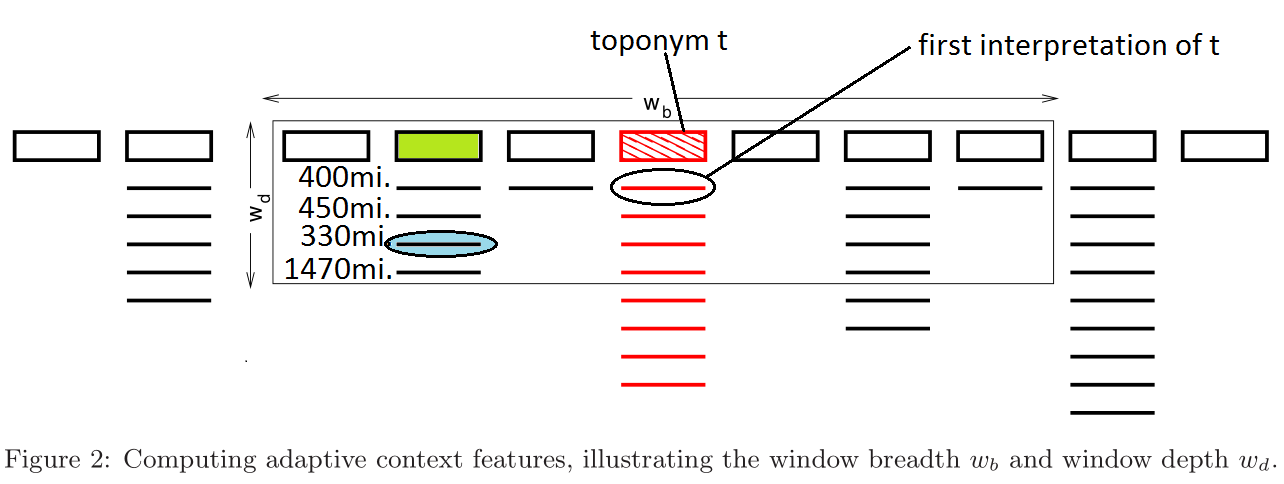 toponym t
first interpretation of t
w_b
400mi.
450mi.
w_d
330mi.
1470mi.
Figure 2: Computing adaptive context features, illustrating the window breadth w_b and window depth w_d.